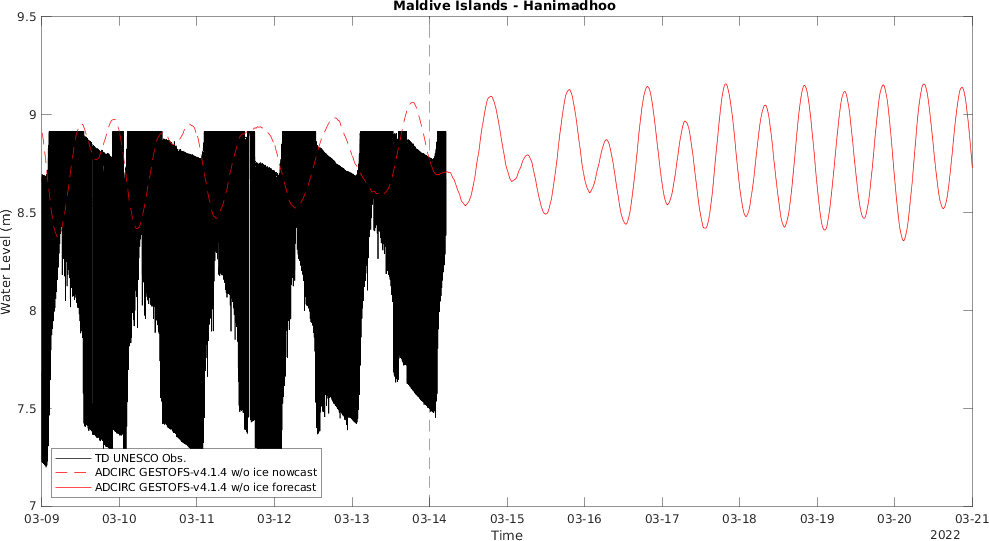 Maldive Islands - Hanimadhoo
9.5
9
8.5
8
7.5
7
Water Level (m)
TD UNESCO Obs.
ADCIRC GESTOFS-v4.1.4 w/o ice nowcast
ADCIRC GESTOFS-v4.1.4 w/o ice forecast
03-09 03-10 03-11 03-12 03-13 03-14 03-15 03-16 03-17 03-18 03-19 03-20 03-21
Time
2022